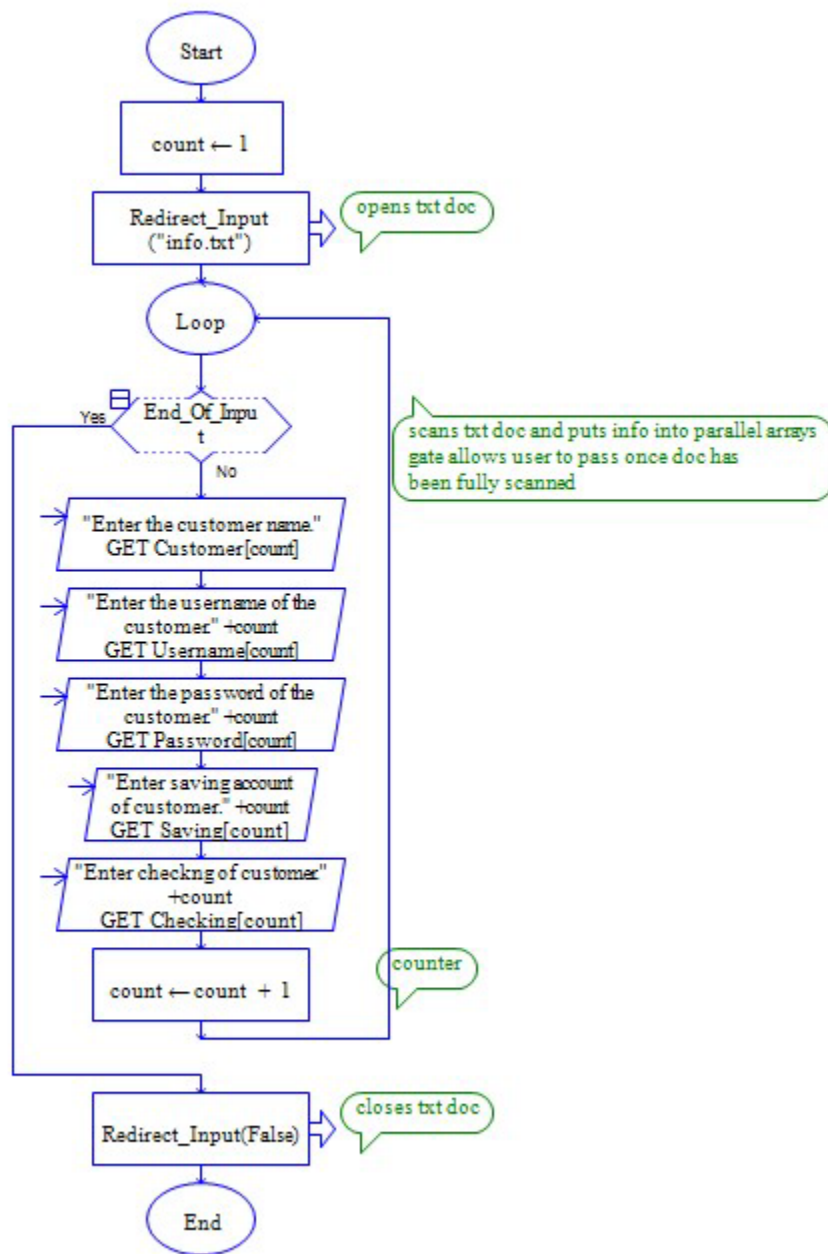 Start
count ← 1
Redirect_Input
("info.txt")
opens txt doc
Loop
End_Of_Inpu
t
Yes
No
scans txt doc and puts info into parallel arrays
gate allows user to pass once doc has
been fully scanned
"Enter the customer name."
GET Customer[count]
"Enter the username of the
customer." +count
GET Username[count]
"Enter the password of the
customer." +count
GET Password[count]
"Enter saving account
of customer." +count
GET Saving[count]
"Enter checkng of customer."
+count
GET Checking[count]
count ← count + 1
counter
Redirect_Input(False)
closes txt doc
End